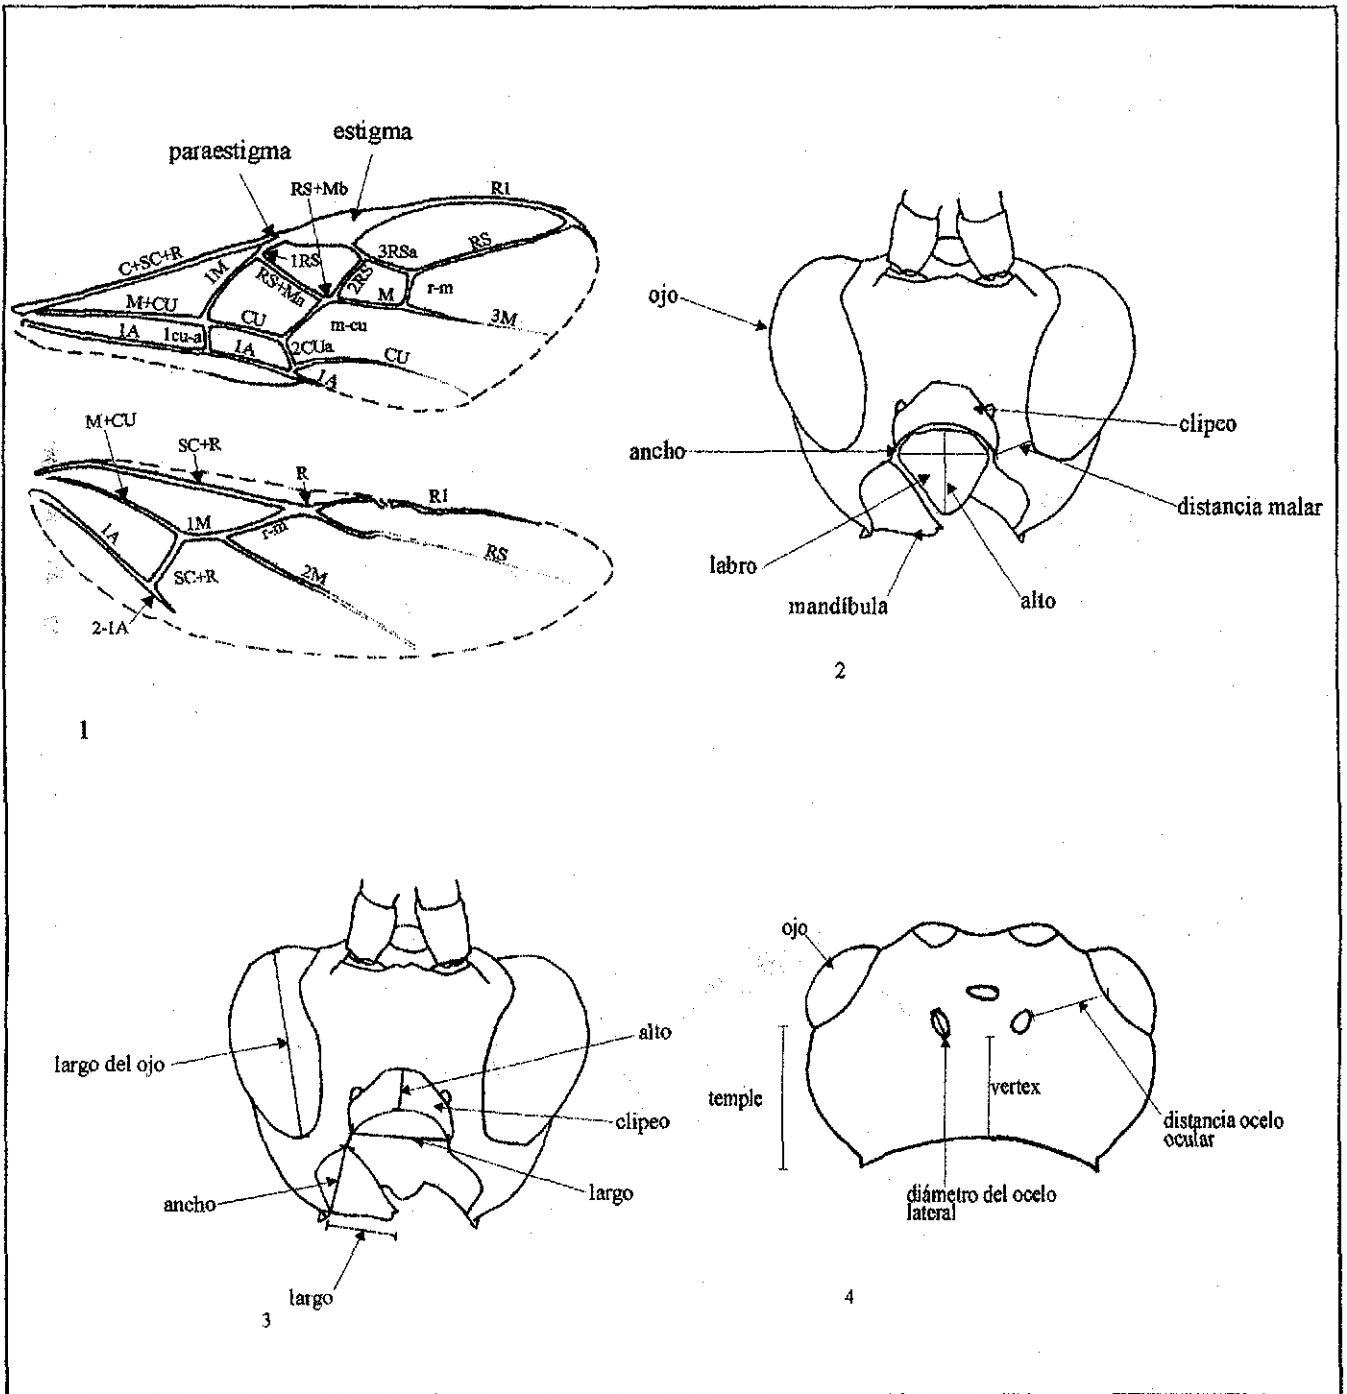 estigma
paraestigma
RS+Mb
R1
C+SC+R
1M
1RS
3RSa
RS
RS+Ma
2RS
M
r-m
M+CU
CU
m-cu
3M
1A
1cu-a
1A
2CUa
CU
1A
M+CU
SC+R
R
R1
1A
1M
r-m
RS
SC+R
2M
2-1A
1
ojo
clipeo
ancho
distancia malar
labro
mandíbula
alto
2
largo del ojo
alto
clipeo
ancho
largo
largo
3
ojo
temple
vertex
distancia ocelo
ocular
diámetro del ocelo
lateral
4